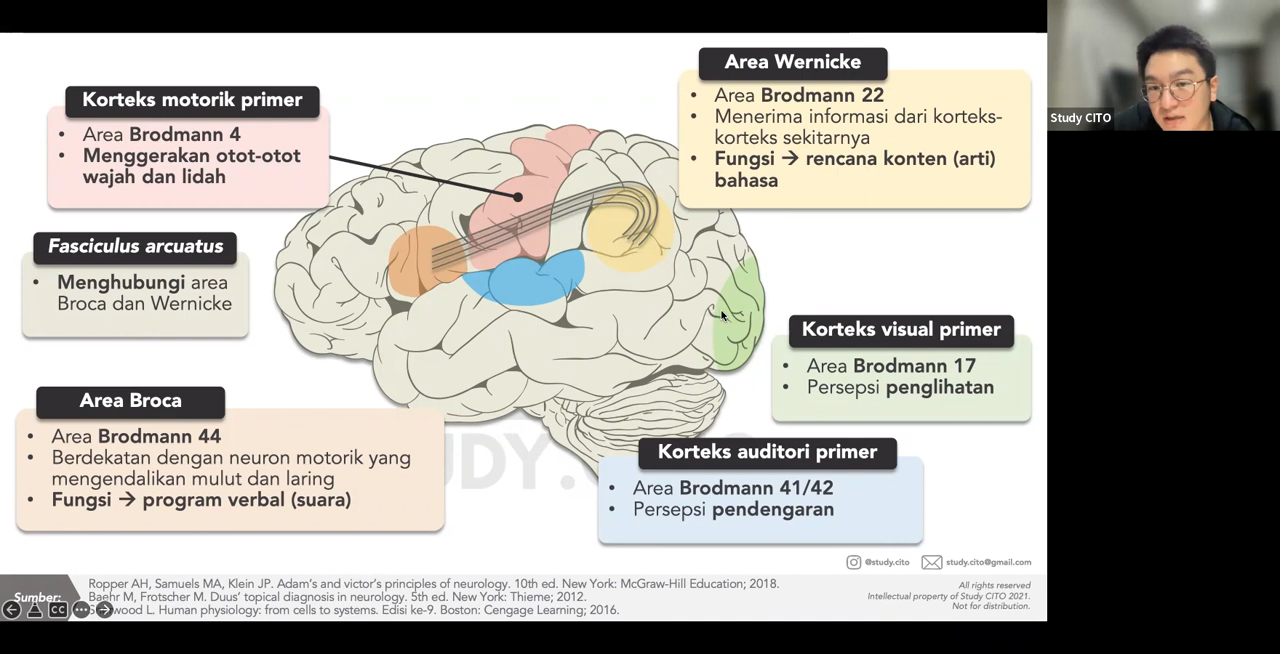 Korteks motorik primer
• Area Brodmann 4
• Menggerakan otot-otot
wajah dan lidah
Area Wernicke
• Area Brodmann 22
• Menerima informasi dari korteks-
korteks sekitarnya
• Fungsi → rencana konten (arti)
bahasa
Study CITO
Fasciculus arcuatus
• Menghubungi area
Broca dan Wernicke
Korteks visual primer
• Area Brodmann 17
• Persepsi penglihatan
Area Broca
• Area Brodmann 44
• Berdekatan dengan neuron motorik yang
mengendalikan mulut dan laring
• Fungsi → program verbal (suara)
Korteks auditori primer
• Area Brodmann 41/42
• Persepsi pendengaran
@study.cito study.cito@gmail.com
Sumber:
Ropper AH, Samuels MA, Klein JP. Adam's and victor's principles of neurology. 10th ed. New York: McGraw-Hill Education; 2018.
Baehr M, Frotscher M. Duus' topical diagnosis in neurology. 5th ed. New York: Thieme; 2012.
L. Human physiology: from cells to systems. Edisi ke-9. Boston: Cengage Learning; 2016.
All rights reserved
Intellectual property of Study CITO 2021.
Not for distribution.
CC